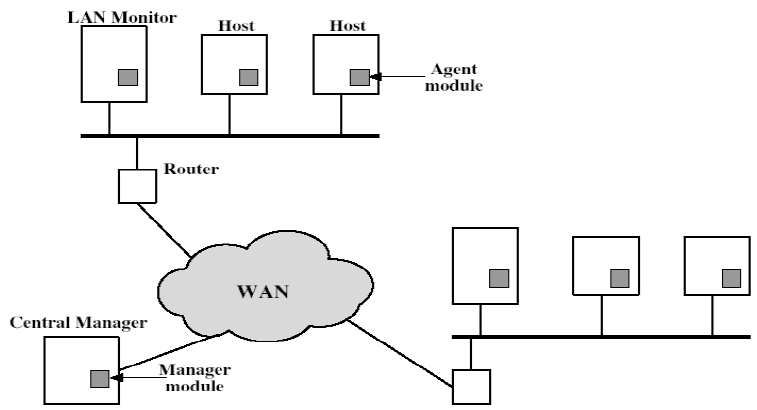 LAN Monitor
Host
Host
Agent
module
Router
WAN
Central Manager
Manager
module